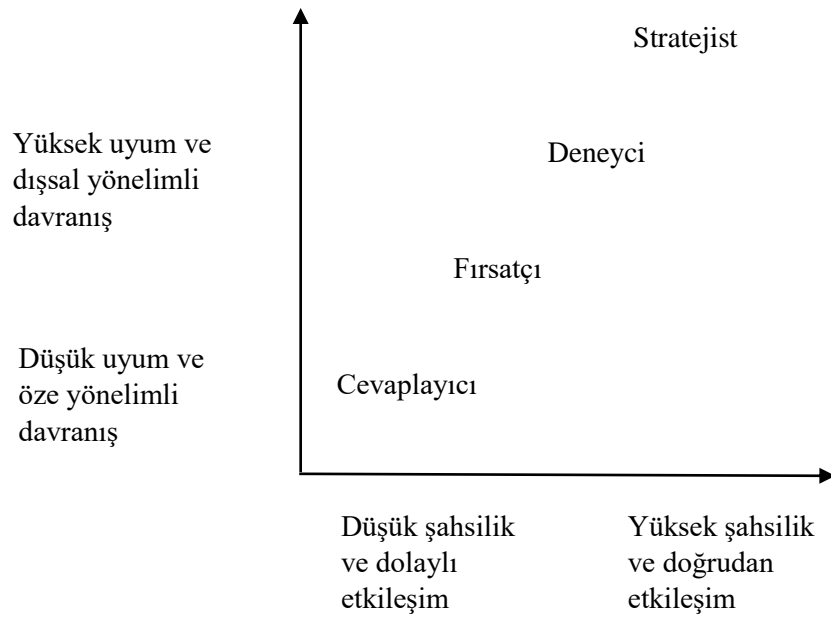 Stratejist
Yüksek uyum ve
dışsal yönelimli
davranış
Deneyci
Fırsatçı
Düşük uyum ve
öze yönelimli
davranış
Cevaplayıcı
Düşük şahsilik
ve dolaylı
etkileşim
Yüksek şahsilik
ve doğrudan
etkileşim